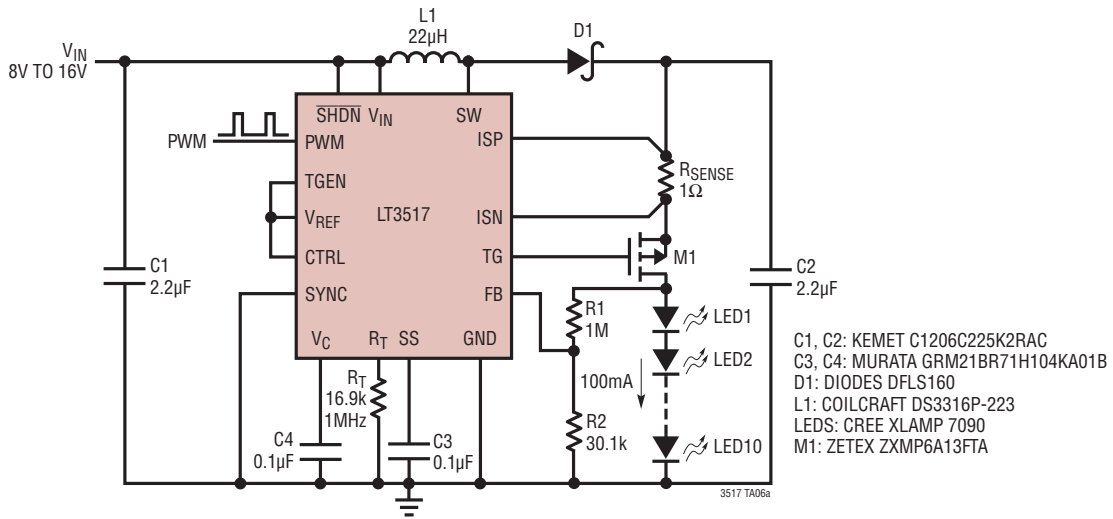 L1
22µH
D1
VIN
8V TO 16V
SHDN VIN SW
PWM
PWM
ISP
RSENSE
1Ω
TGEN
VREF
LT3517
ISN
CTRL
TG
M1
C1
2.2µF
C2
2.2µF
SYNC
FB
R1
1M
LED1
VC RT SS GND
LED2
RT
16.9k
1MHz
100mA
R2
30.1k
C4
0.1µF
C3
0.1µF
LED10
3517 TA06a
C1, C2: KEMET C1206C225K2RAC
C3, C4: MURATA GRM21BR71H104KA01B
D1: DIODES DFLS160
L1: COILCRAFT DS3316P-223
LEDS: CREE XLAMP 7090
M1: ZETEX ZXMP6A13FTA